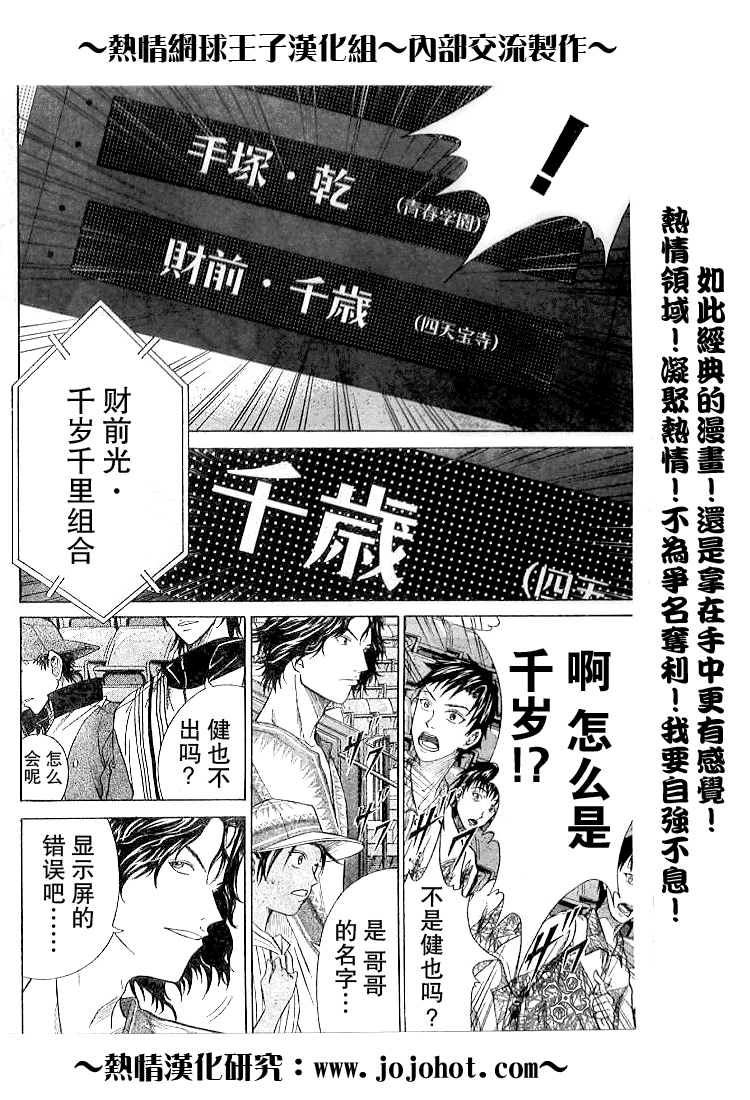 ～熱情網球王子漢化組～內部交流製作～
!
手塚・乾
(青春学園)
財前・千歳
(四天宝寺)
财前光・
千岁千里组合
千歳
(四天
啊 怎么是
千岁!?
不是健也吗?
是哥哥
的名字…
健也不
出吗?
怎么
会呢
显示屏的
错误吧……
ざわ
ざわ
如此經典的漫畫！還是拿在手中更有感覺！
熱情領域！凝聚熱情！不為爭名奪利！我要自強不息！
～熱情漢化研究：www.jojohot.com～